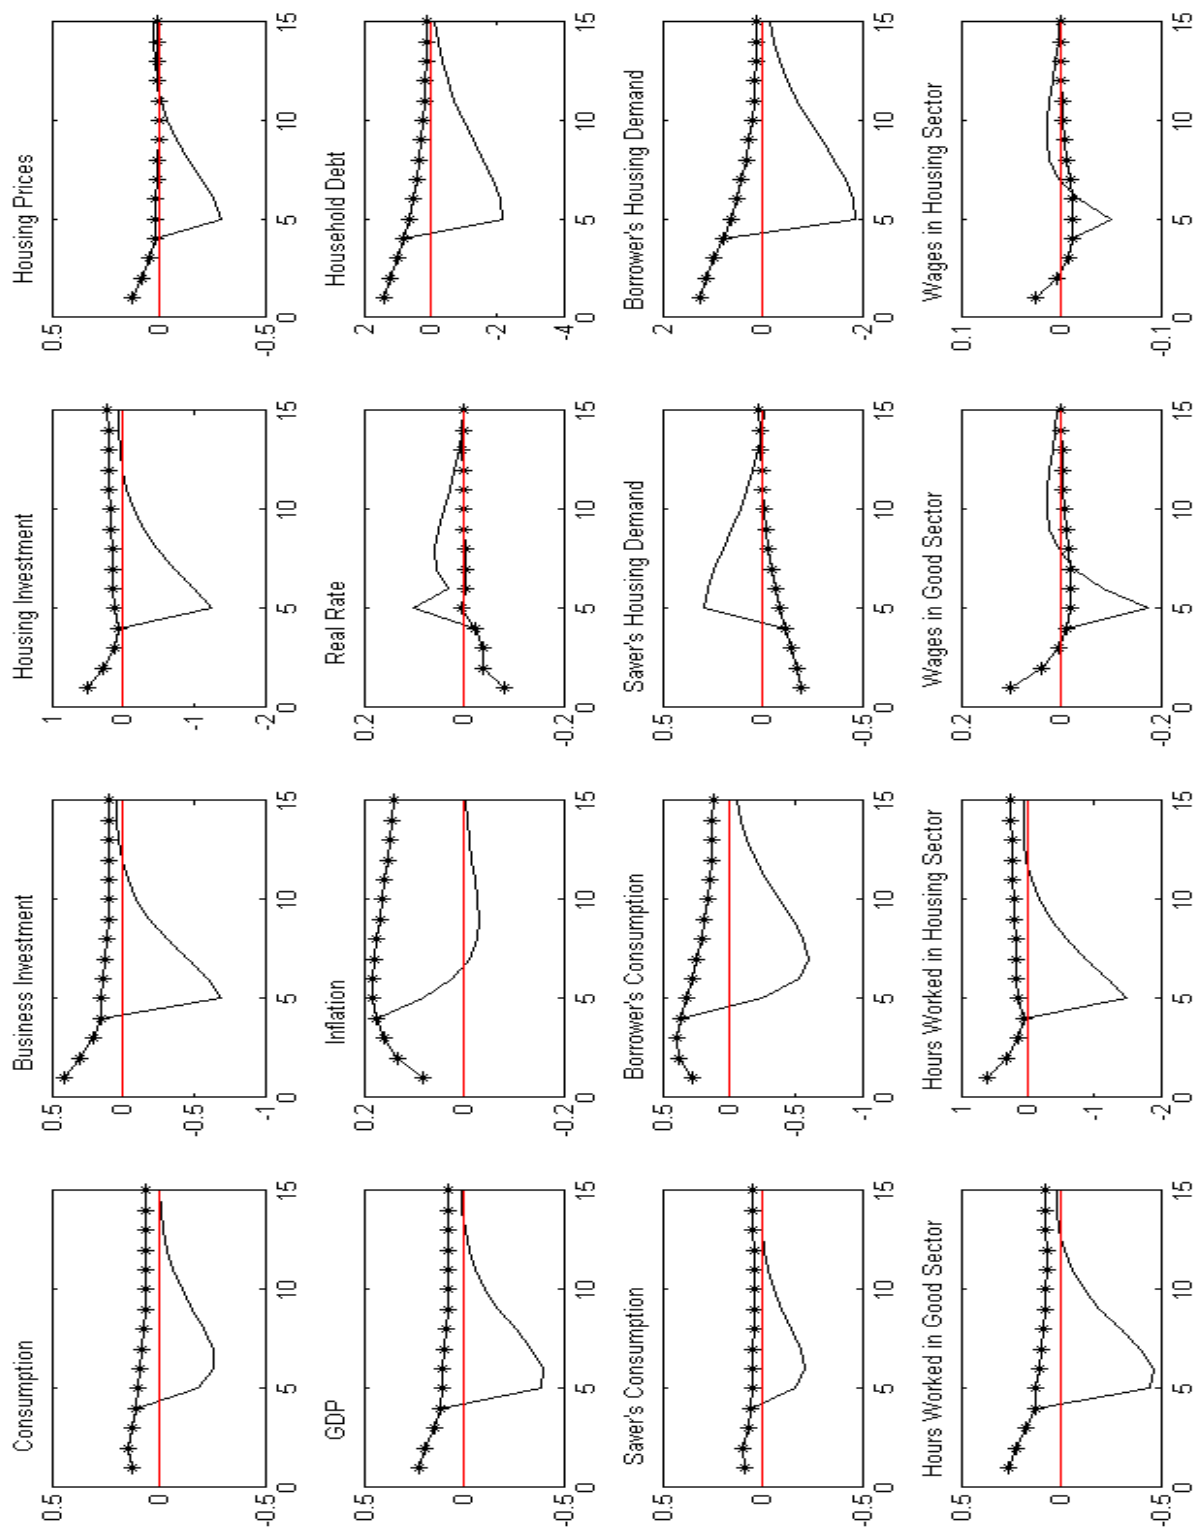 Consumption
0.5
0
-0.5
0 5 10 15
Business Investment
0.5
0
-0.5
-1
0 5 10 15
Housing Investment
1
0
-1
-2
0 5 10 15
Housing Prices
0.5
0
-0.5
0 5 10 15
GDP
0.5
0
-0.5
0 5 10 15
Inflation
0.2
0
-0.2
0 5 10 15
Real Rate
0.2
0
-0.2
0 5 10 15
Household Debt
2
0
-2
-4
0 5 10 15
Saver's Consumption
0.5
0
-0.5
0 5 10 15
Borrower's Consumption
0.5
0
-0.5
-1
0 5 10 15
Saver's Housing Demand
0.5
0
-0.5
0 5 10 15
Borrower's Housing Demand
2
0
-2
0 5 10 15
Hours Worked in Good Sector
0.5
0
-0.5
0 5 10 15
Hours Worked in Housing Sector
1
0
-1
-2
0 5 10 15
Wages in Good Sector
0.2
0
-0.2
0 5 10 15
Wages in Housing Sector
0.1
0
-0.1
0 5 10 15